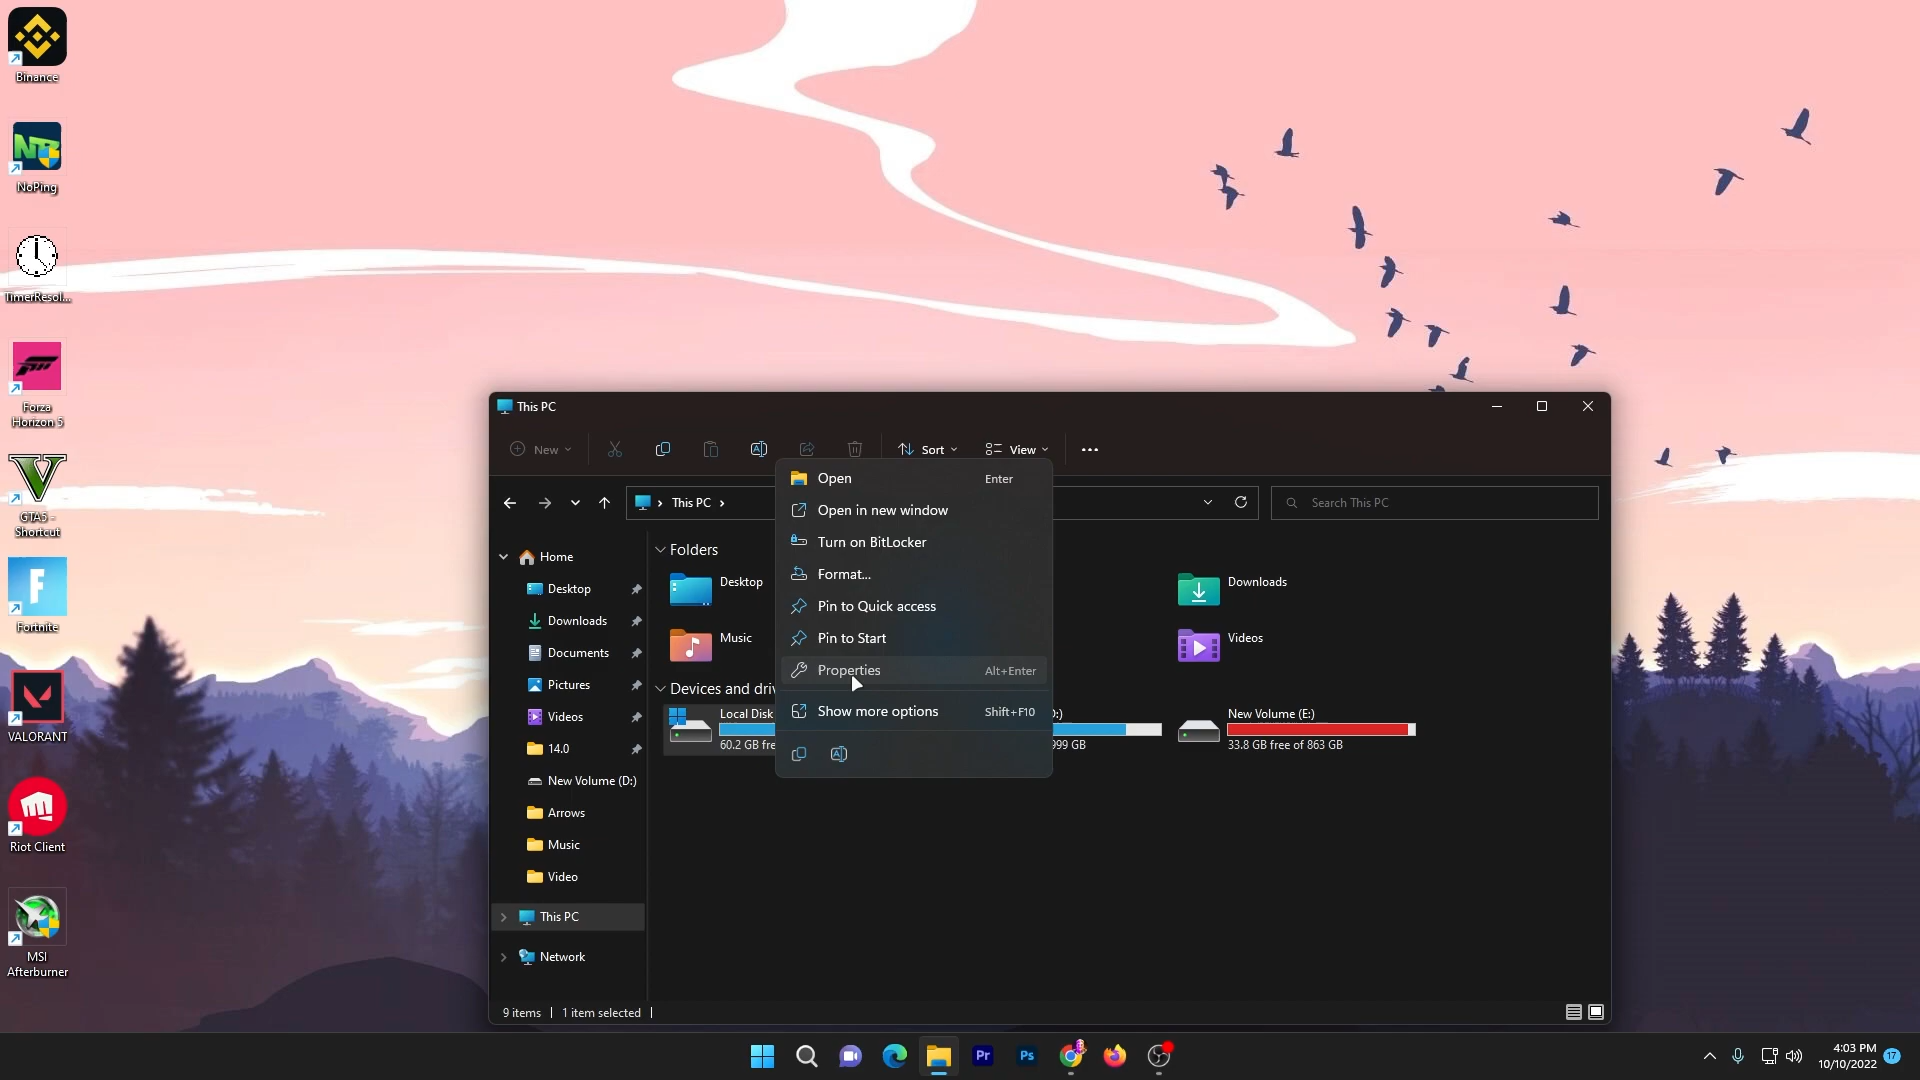 Binance
NoPing
TimerResol...
Forza
Horizon 5
GTA5 -
Shortcut
Fortnite
VALORANT
Riot Client
MSI
Afterburner
This PC
New
Sort
View
This PC
Search This PC
Home
Desktop
Downloads
Documents
Pictures
Videos
14.0
New Volume (D:)
Arrows
Music
Video
This PC
Network
Folders
Desktop
Downloads
Music
Videos
Devices and driv
Local Disk
60.2 GB fre
:)
999 GB
New Volume (E:)
33.8 GB free of 863 GB
Open Enter
Open in new window
Turn on BitLocker
Format...
Pin to Quick access
Pin to Start
Properties Alt+Enter
Show more options Shift+F10
9 items 1 item selected
Pr
Ps
4:03 PM
10/10/2022
17